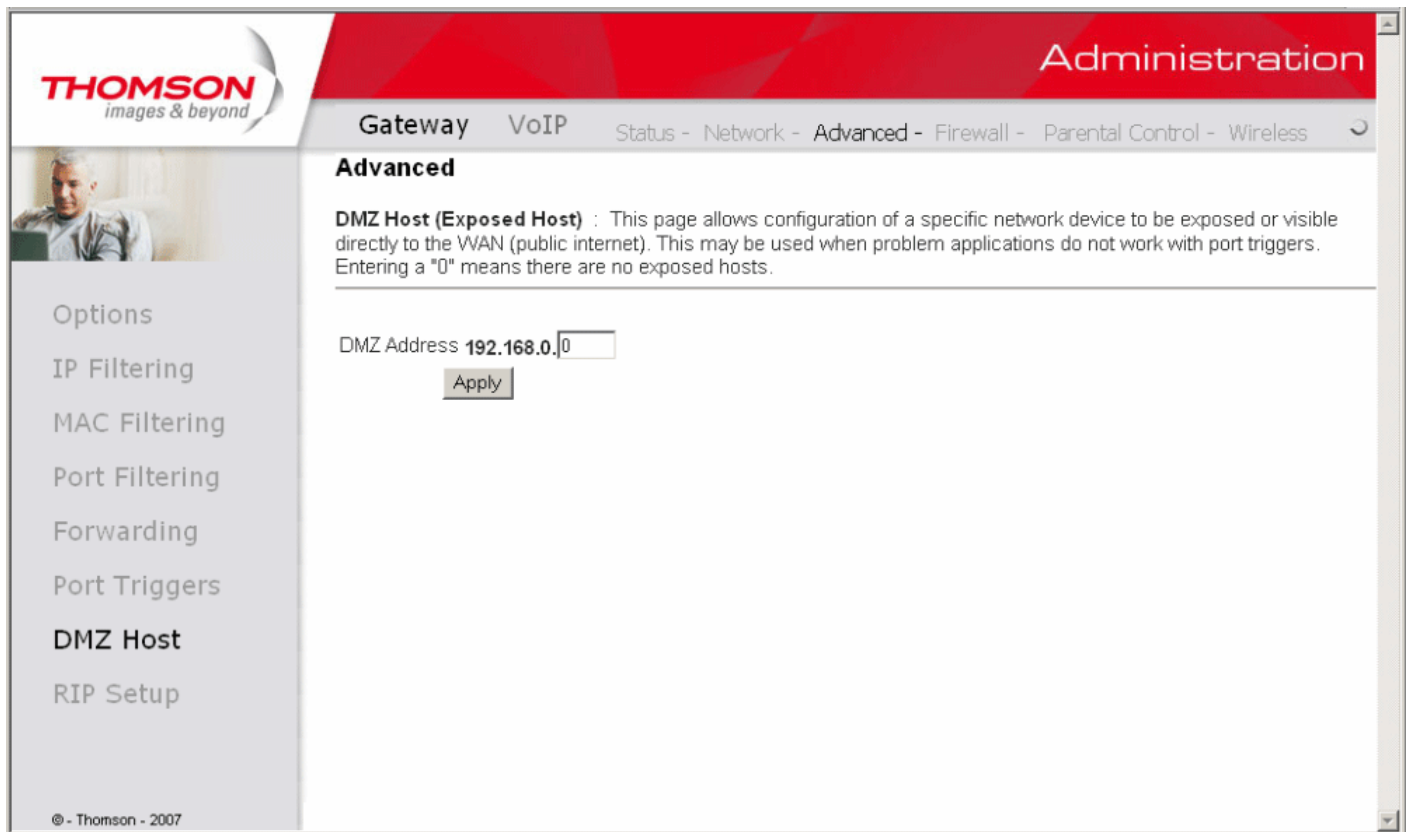 THOMSON
images & beyond
Administration
Gateway VoIP Status - Network - Advanced - Firewall - Parental Control - Wireless
Advanced
DMZ Host (Exposed Host) : This page allows configuration of a specific network device to be exposed or visible
directly to the WAN (public internet). This may be used when problem applications do not work with port triggers.
Entering a "0" means there are no exposed hosts.
DMZ Address 192.168.0.0
Apply
Options
IP Filtering
MAC Filtering
Port Filtering
Forwarding
Port Triggers
DMZ Host
RIP Setup
© - Thomson - 2007